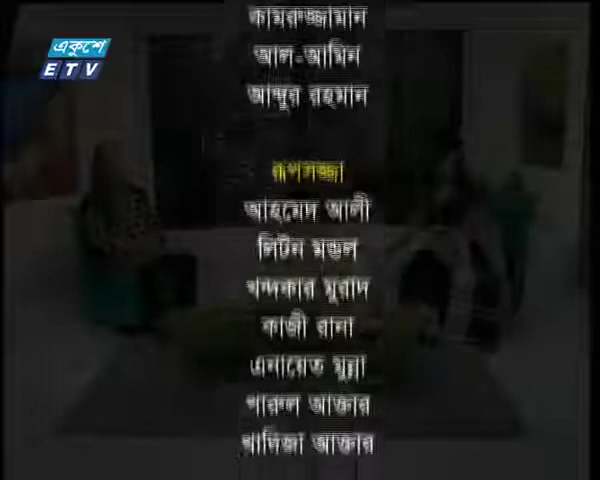 একুশে
ETV
কামরুজ্জামান
আল-আমিন
আব্দুর রহমান
রূপসজ্জা
আহমেদ আলী
লিটন মন্ডল
খন্দকার মুরাদ
কাজী রানা
এনায়েত মুন্না
পারুল আক্তার
খাদিজা আক্তার